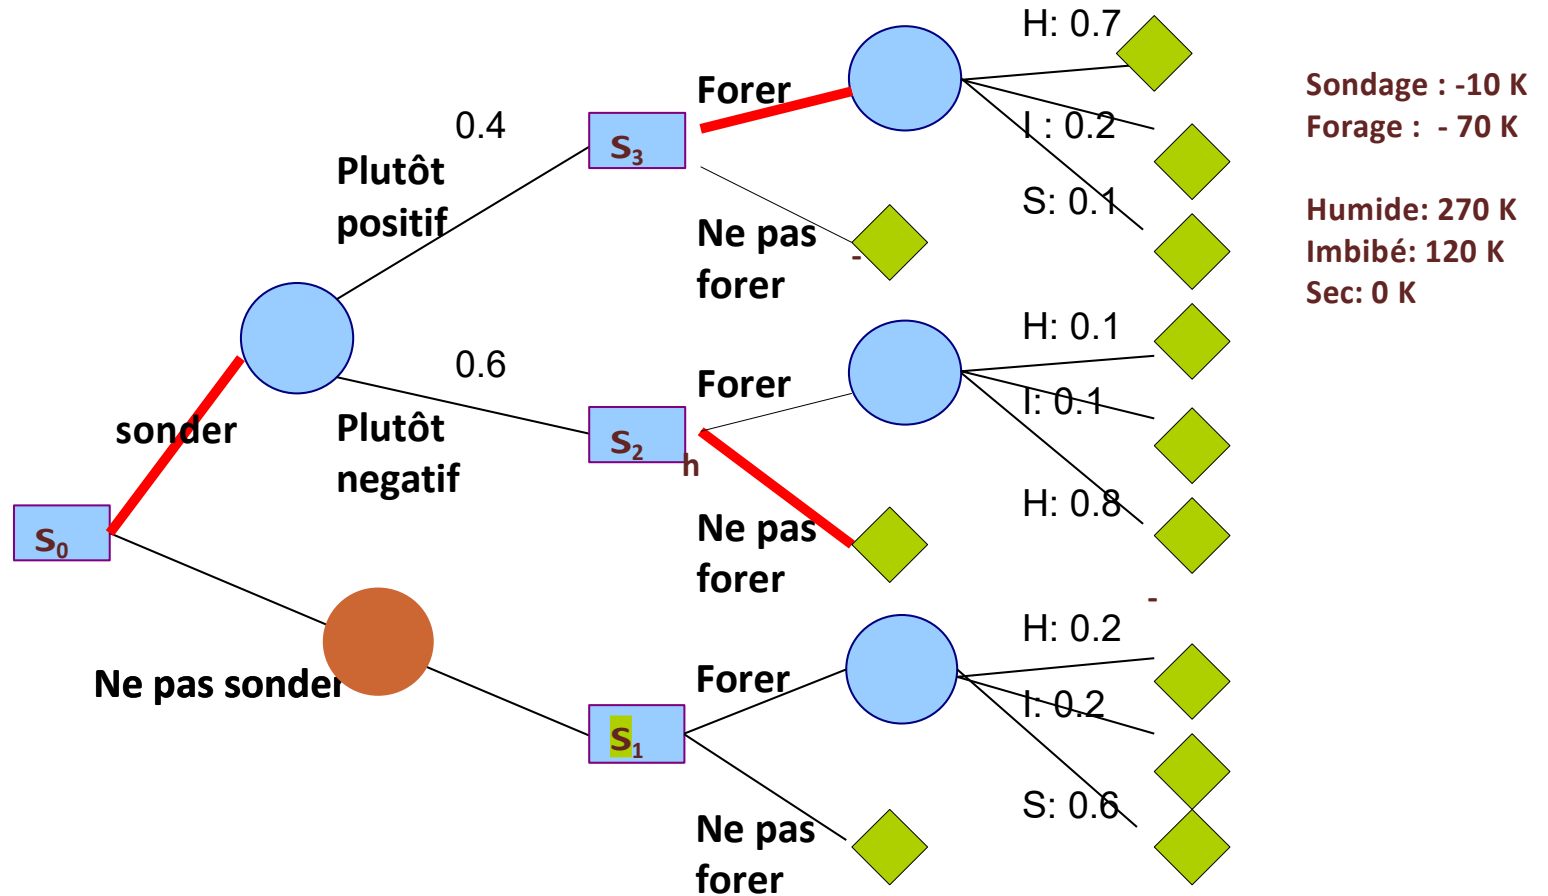 H: 0.7
Sondage : -10 K
Forer
0.4
I : 0.2
Forage : - 70 K
S3
Plutôt
positif
S: 0.1
Humide: 270 K
Ne pas
forer
-
Imbibé: 120 K
Sec: 0 K
H: 0.1
0.6
Forer
I: 0.1
sonder
Plutôt
negatif
S2
h
H: 0.8
Ne pas
forer
S0
-
H: 0.2
Ne pas sonder
Forer
I: 0.2
S1
S: 0.6
Ne pas
forer